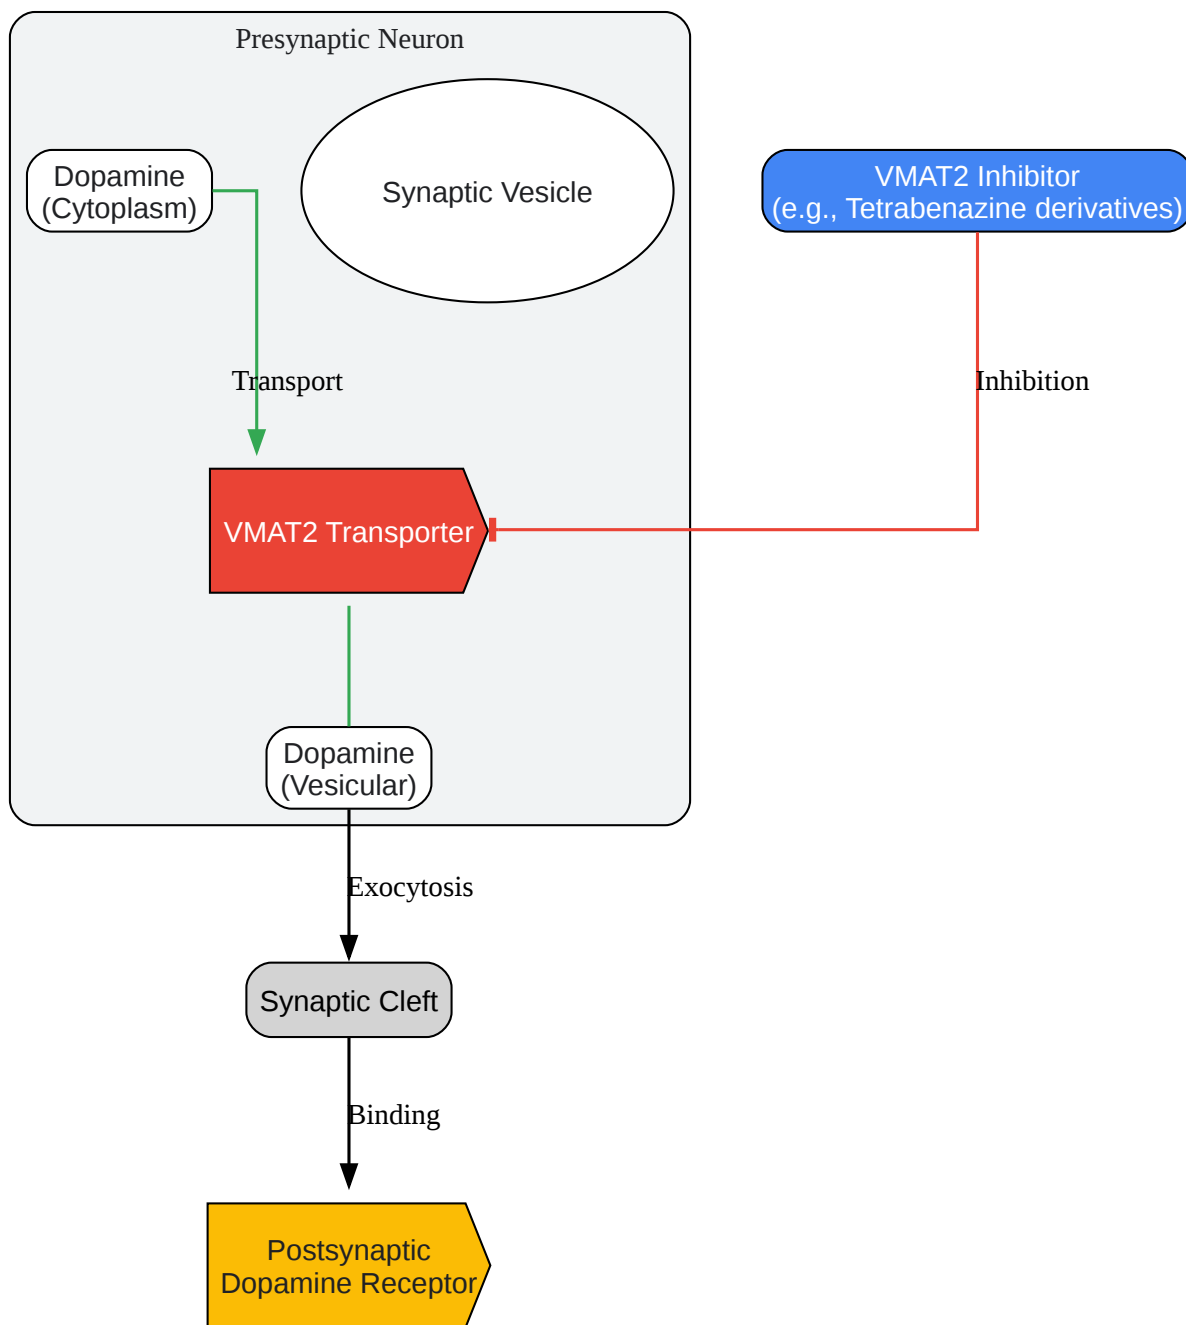 Presynaptic Neuron
Dopamine
(Cytoplasm)
Synaptic Vesicle
VMAT2 Inhibitor
(e.g., Tetrabenazine derivatives)
Transport
Inhibition
VMAT2 Transporter
Dopamine
(Vesicular)
Exocytosis
Synaptic Cleft
Binding
Postsynaptic
Dopamine Receptor